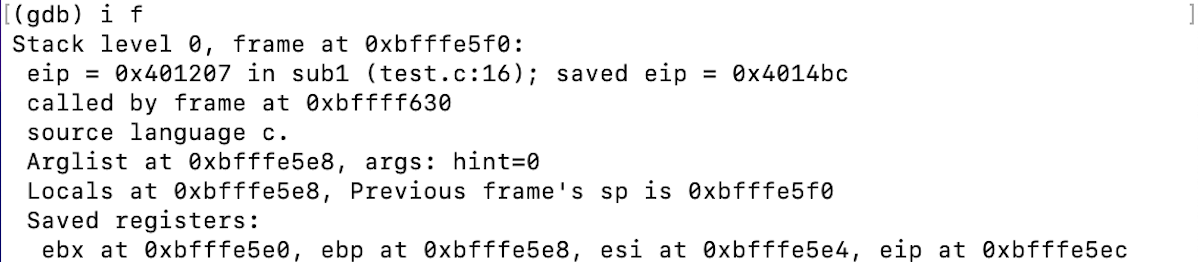 [(gdb) i f ]
Stack level 0, frame at 0xbfffe5f0:
eip = 0x401207 in sub1 (test.c:16); saved eip = 0x4014bc
called by frame at 0xbffff630
source language c.
Arglist at 0xbfffe5e8, args: hint=0
Locals at 0xbfffe5e8, Previous frame's sp is 0xbfffe5f0
Saved registers:
ebx at 0xbfffe5e0, ebp at 0xbfffe5e8, esi at 0xbfffe5e4, eip at 0xbfffe5ec